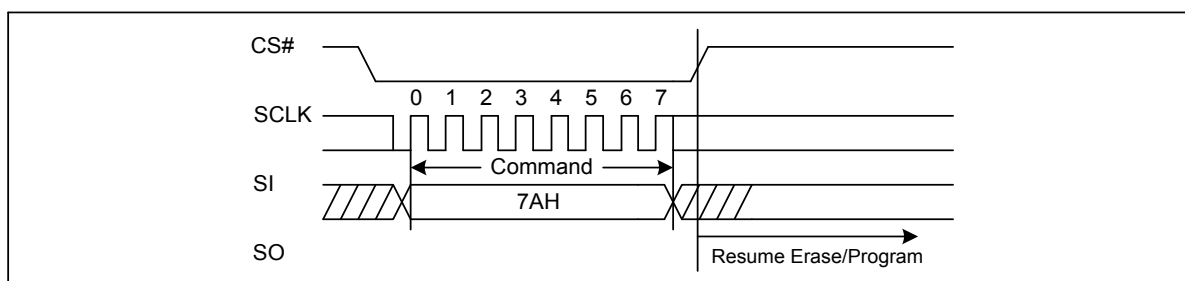 CS#
0 1 2 3 4 5 6 7
SCLK
Command
SI
7AH
SO
Resume Erase/Program